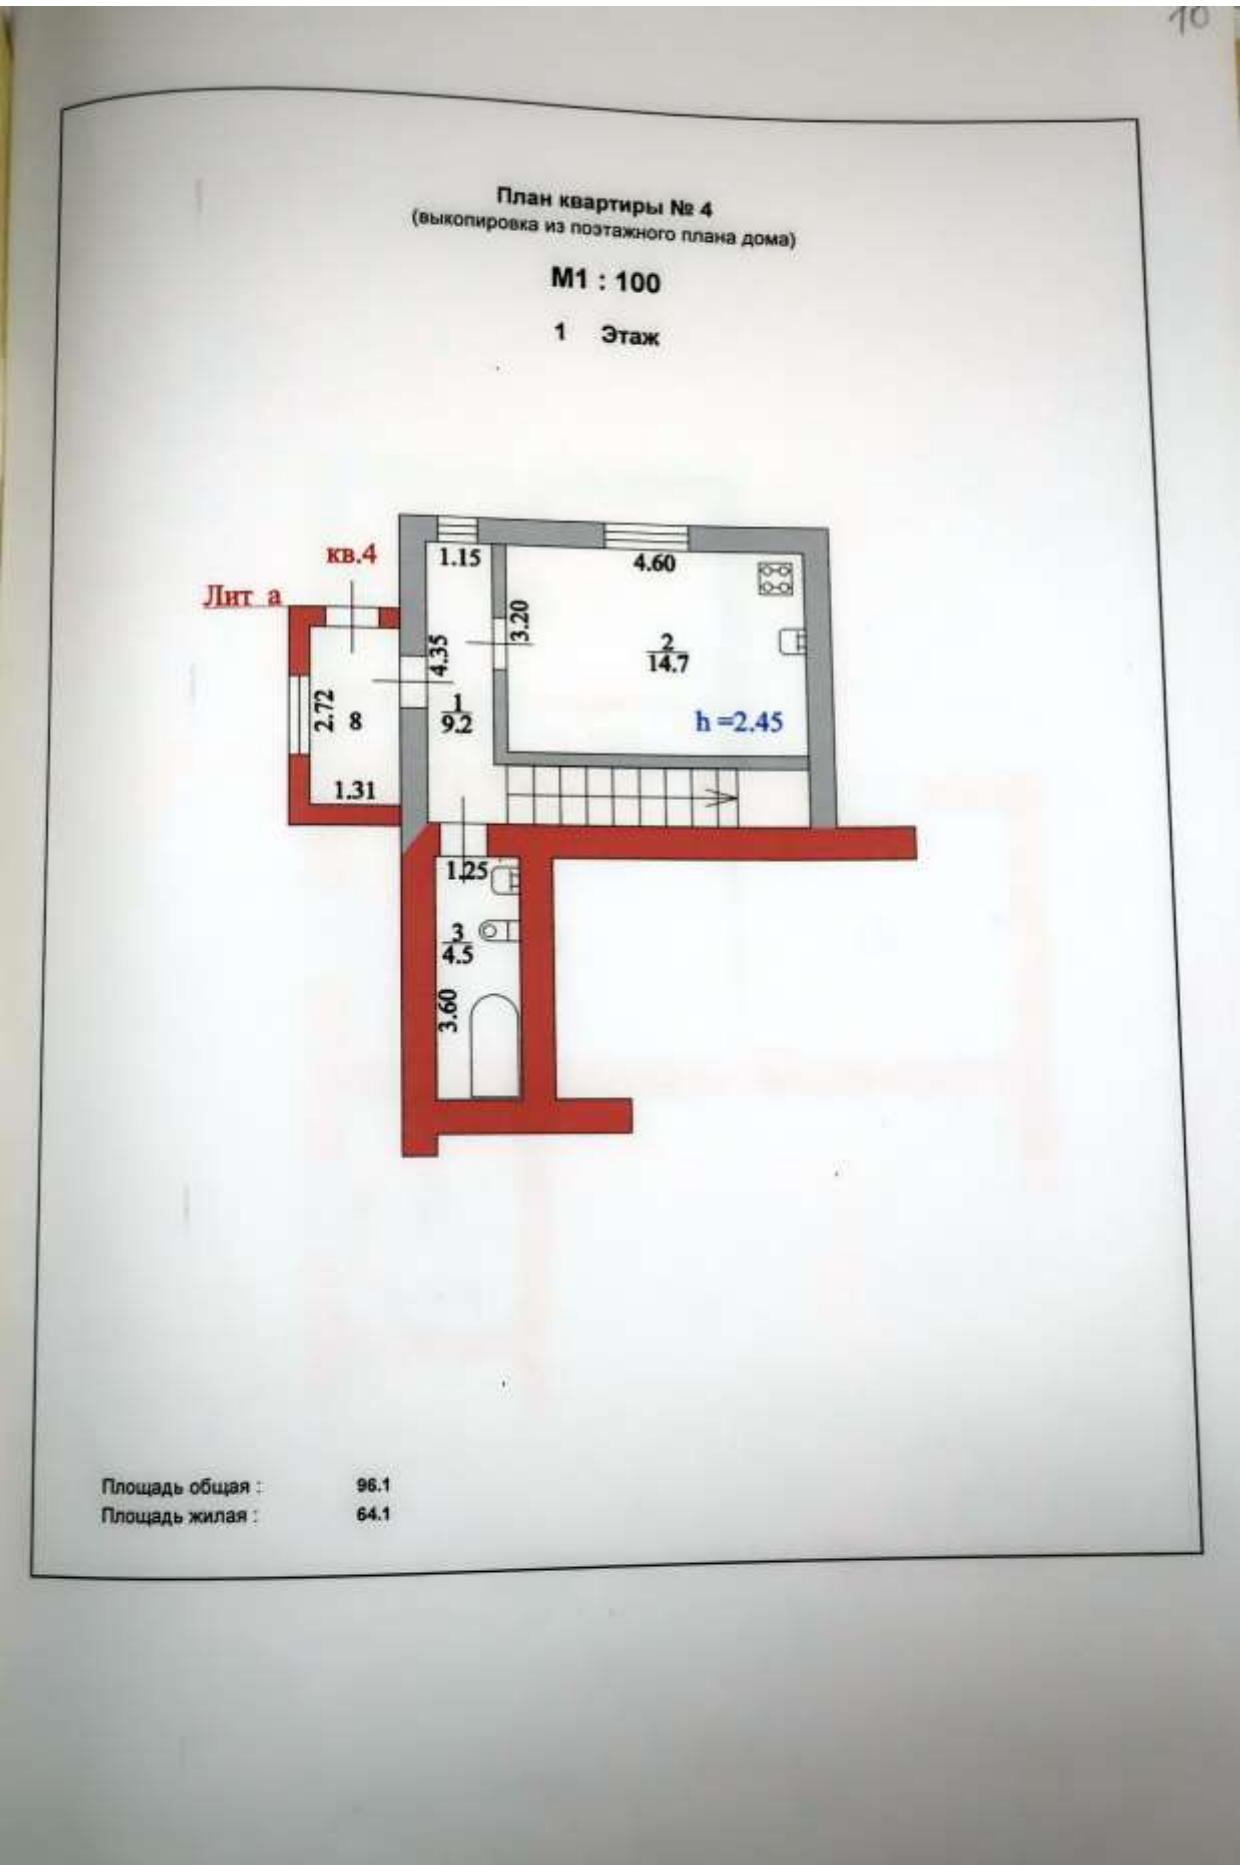 10
План квартиры № 4
(выкопировка из поэтажного плана дома)
М1 : 100
1 Этаж
кв.4
Лит а
1.15
4.60
3.20
4.35
2
14.7
2.72
8
1
9.2
h =2.45
1.31
1.25
3
4.5
3.60
Площадь общая : 96.1
Площадь жилая : 64.1